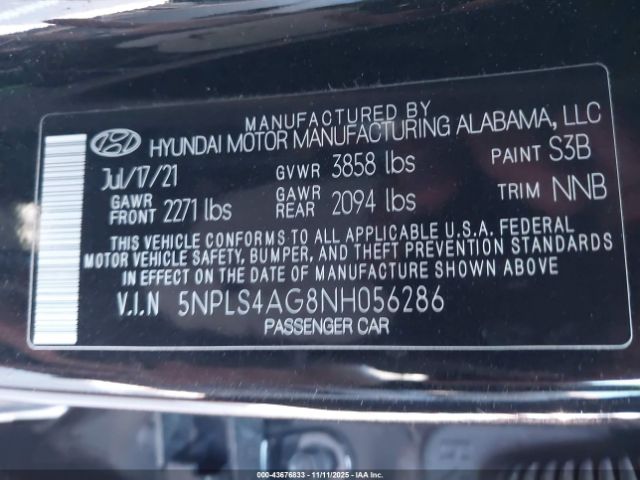 MANUFACTURED BY
HYUNDAI MOTOR MANUFACTURING ALABAMA, LLC
Jul/17/21 GVWR 3858 lbs PAINT S3B
GAWR FRONT 2271 lbs GAWR REAR 2094 lbs TRIM NNB
THIS VEHICLE CONFORMS TO ALL APPLICABLE U.S.A. FEDERAL
MOTOR VEHICLE SAFETY, BUMPER, AND THEFT PREVENTION STANDARDS
IN EFFECT ON THE DATE OF MANUFACTURE SHOWN ABOVE.
V.I.N 5NPLS4AG8NH056286
PASSENGER CAR
000-43676833 - 11/11/2025 - IAAI.COM